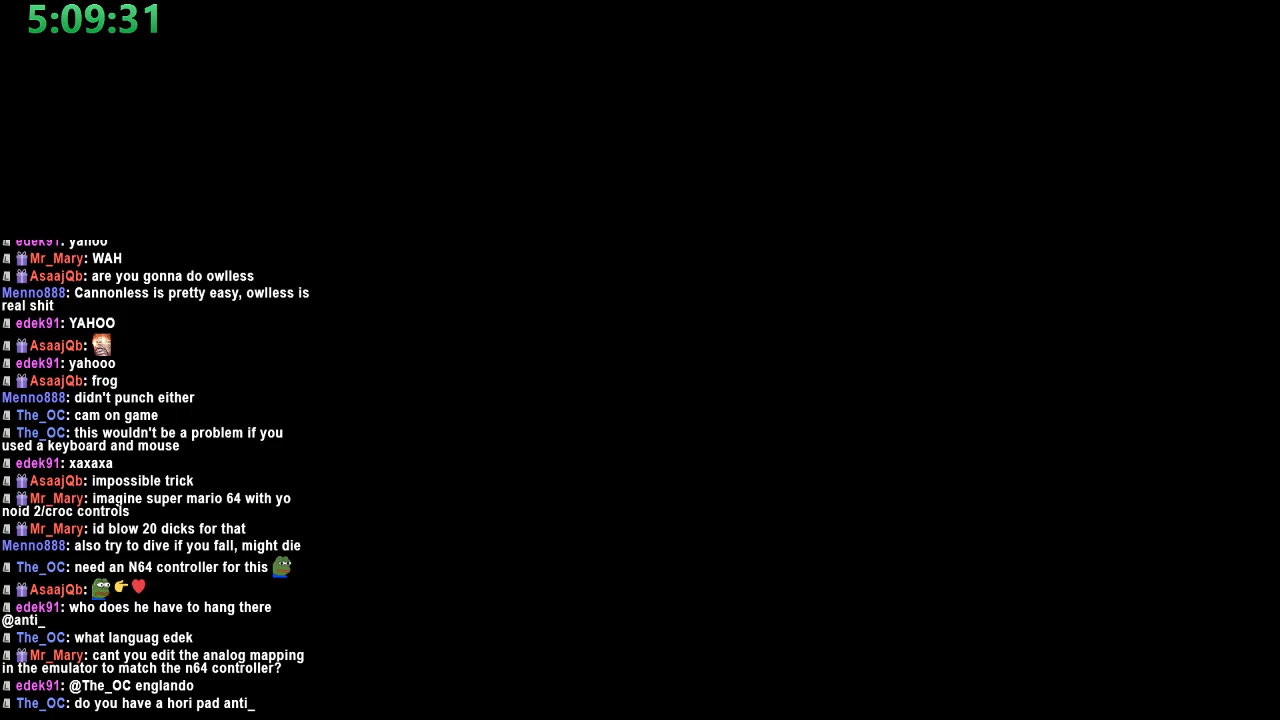 5:09:31
edek91: yahoo
Mr_Mary: WAH
AsaajQb: are you gonna do owlless
Menno888: Cannonless is pretty easy, owlless is
real shit
edek91: YAHOO
AsaajQb:
edek91: yahooo
AsaajQb: frog
Menno888: didn't punch either
The_OC: cam on game
The_OC: this wouldn't be a problem if you
used a keyboard and mouse
edek91: xaxaxa
AsaajQb: impossible trick
Mr_Mary: imagine super mario 64 with yo
noid 2/croc controls
Mr_Mary: id blow 20 dicks for that
Menno888: also try to dive if you fall, might die
The_OC: need an N64 controller for this
AsaajQb:
edek91: who does he have to hang there
@anti_
The_OC: what languag edek
Mr_Mary: cant you edit the analog mapping
in the emulator to match the n64 controller?
edek91: @The_OC englando
The_OC: do you have a hori pad anti_